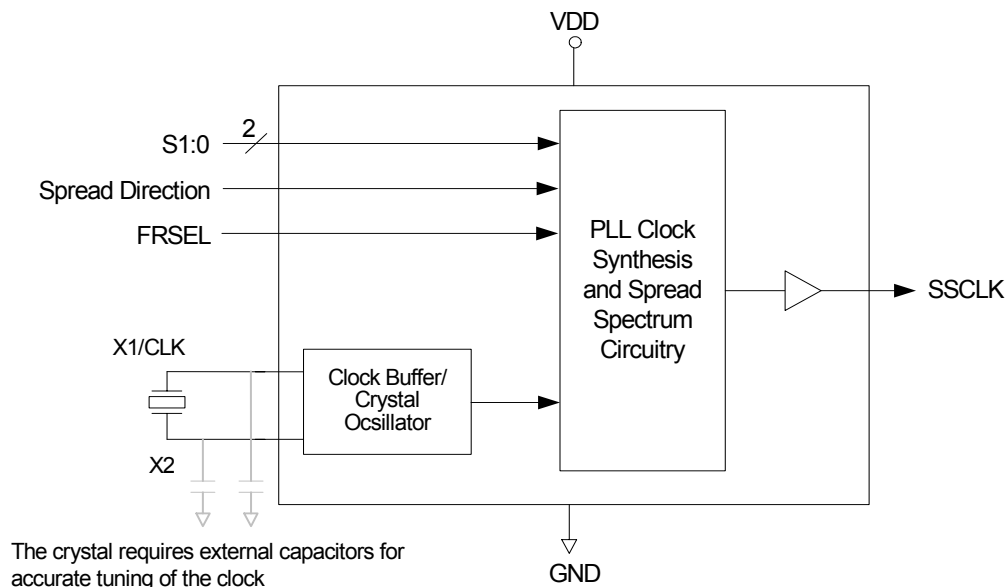 VDD
2
S1:0
Spread Direction
FRSEL
PLL Clock
Synthesis
and Spread
Spectrum
Circuitry
SSCLK
X1/CLK
Clock Buffer/
Crystal
Ocsillator
X2
The crystal requires external capacitors for
accurate tuning of the clock
GND